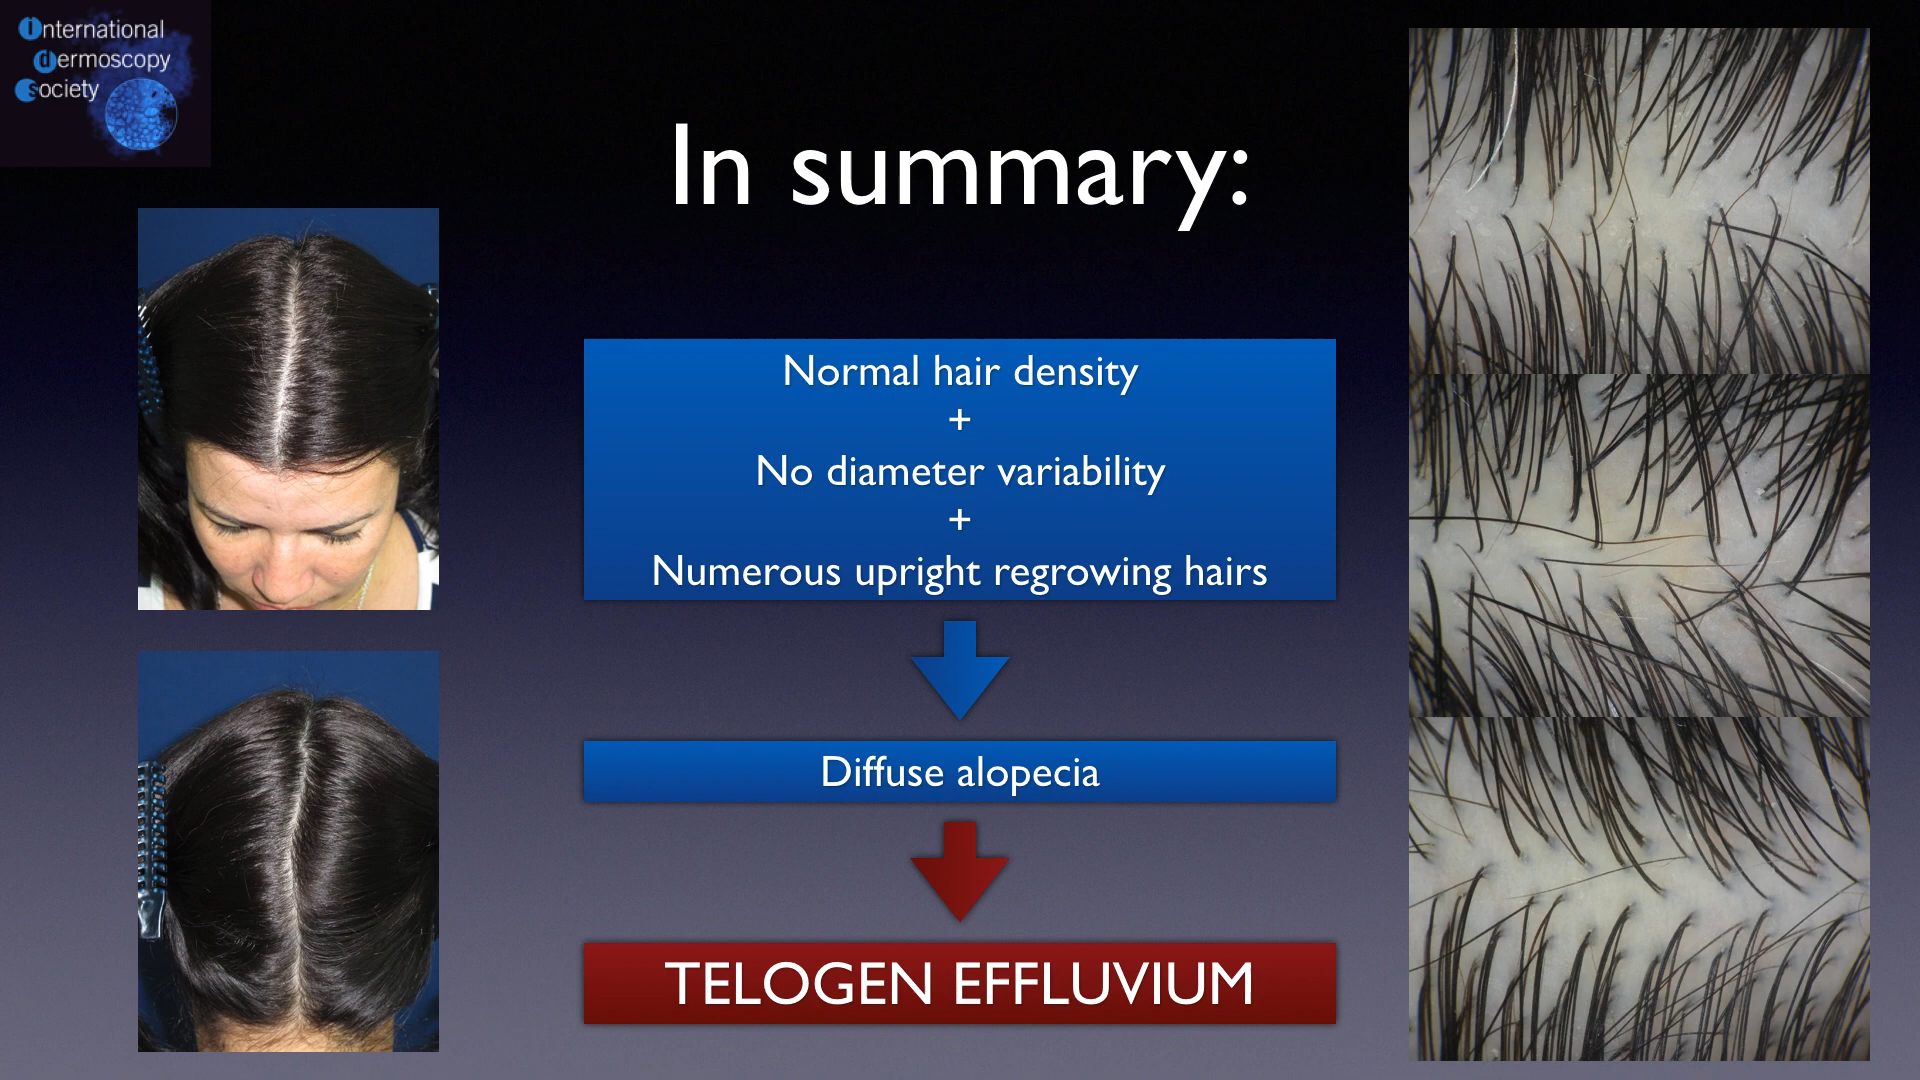 International
dermoscopy
society
In summary:
Normal hair density
+
No diameter variability
+
Numerous upright regrowing hairs
Diffuse alopecia
TELOGEN EFFLUVIUM